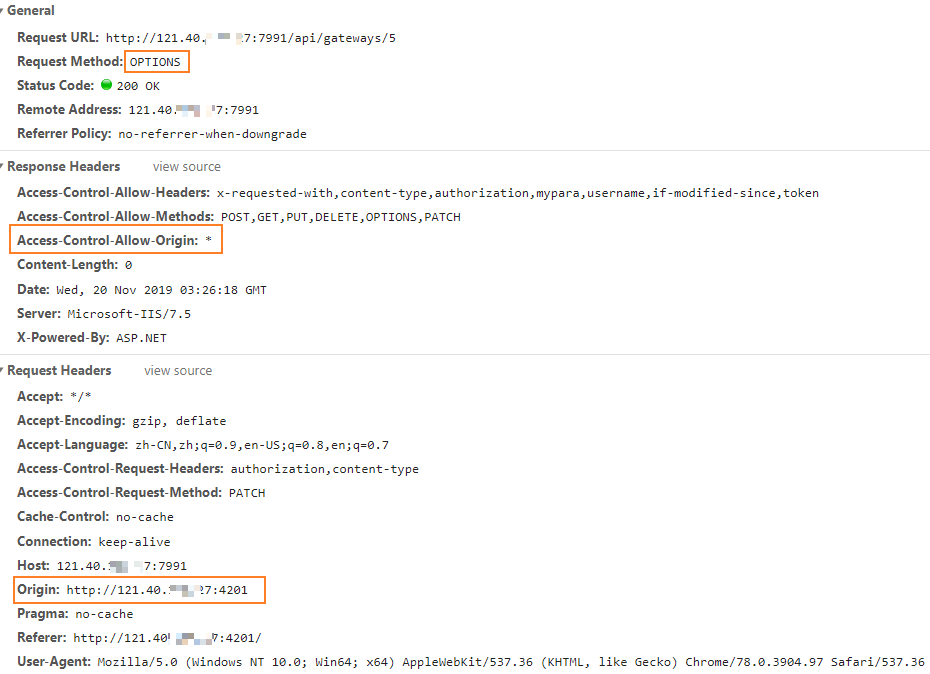 General
Request URL: http://121.40. 7:7991/api/gateways/5
Request Method: OPTIONS
Status Code: 200 OK
Remote Address: 121.40. 7:7991
Referrer Policy: no-referrer-when-downgrade
Response Headers view source
Access-Control-Allow-Headers: x-requested-with,content-type,authorization,mypara,username,if-modified-since,token
Access-Control-Allow-Methods: POST,GET,PUT,DELETE,OPTIONS,PATCH
Access-Control-Allow-Origin: *
Content-Length: 0
Date: Wed, 20 Nov 2019 03:26:18 GMT
Server: Microsoft-IIS/7.5
X-Powered-By: ASP.NET
Request Headers view source
Accept: */*
Accept-Encoding: gzip, deflate
Accept-Language: zh-CN,zh;q=0.9,en-US;q=0.8,en;q=0.7
Access-Control-Request-Headers: authorization,content-type
Access-Control-Request-Method: PATCH
Cache-Control: no-cache
Connection: keep-alive
Host: 121.40. 7:7991
Origin: http://121.40. 7:4201
Pragma: no-cache
Referer: http://121.40 7:4201/
User-Agent: Mozilla/5.0 (Windows NT 10.0; Win64; x64) AppleWebKit/537.36 (KHTML, like Gecko) Chrome/78.0.3904.97 Safari/537.36